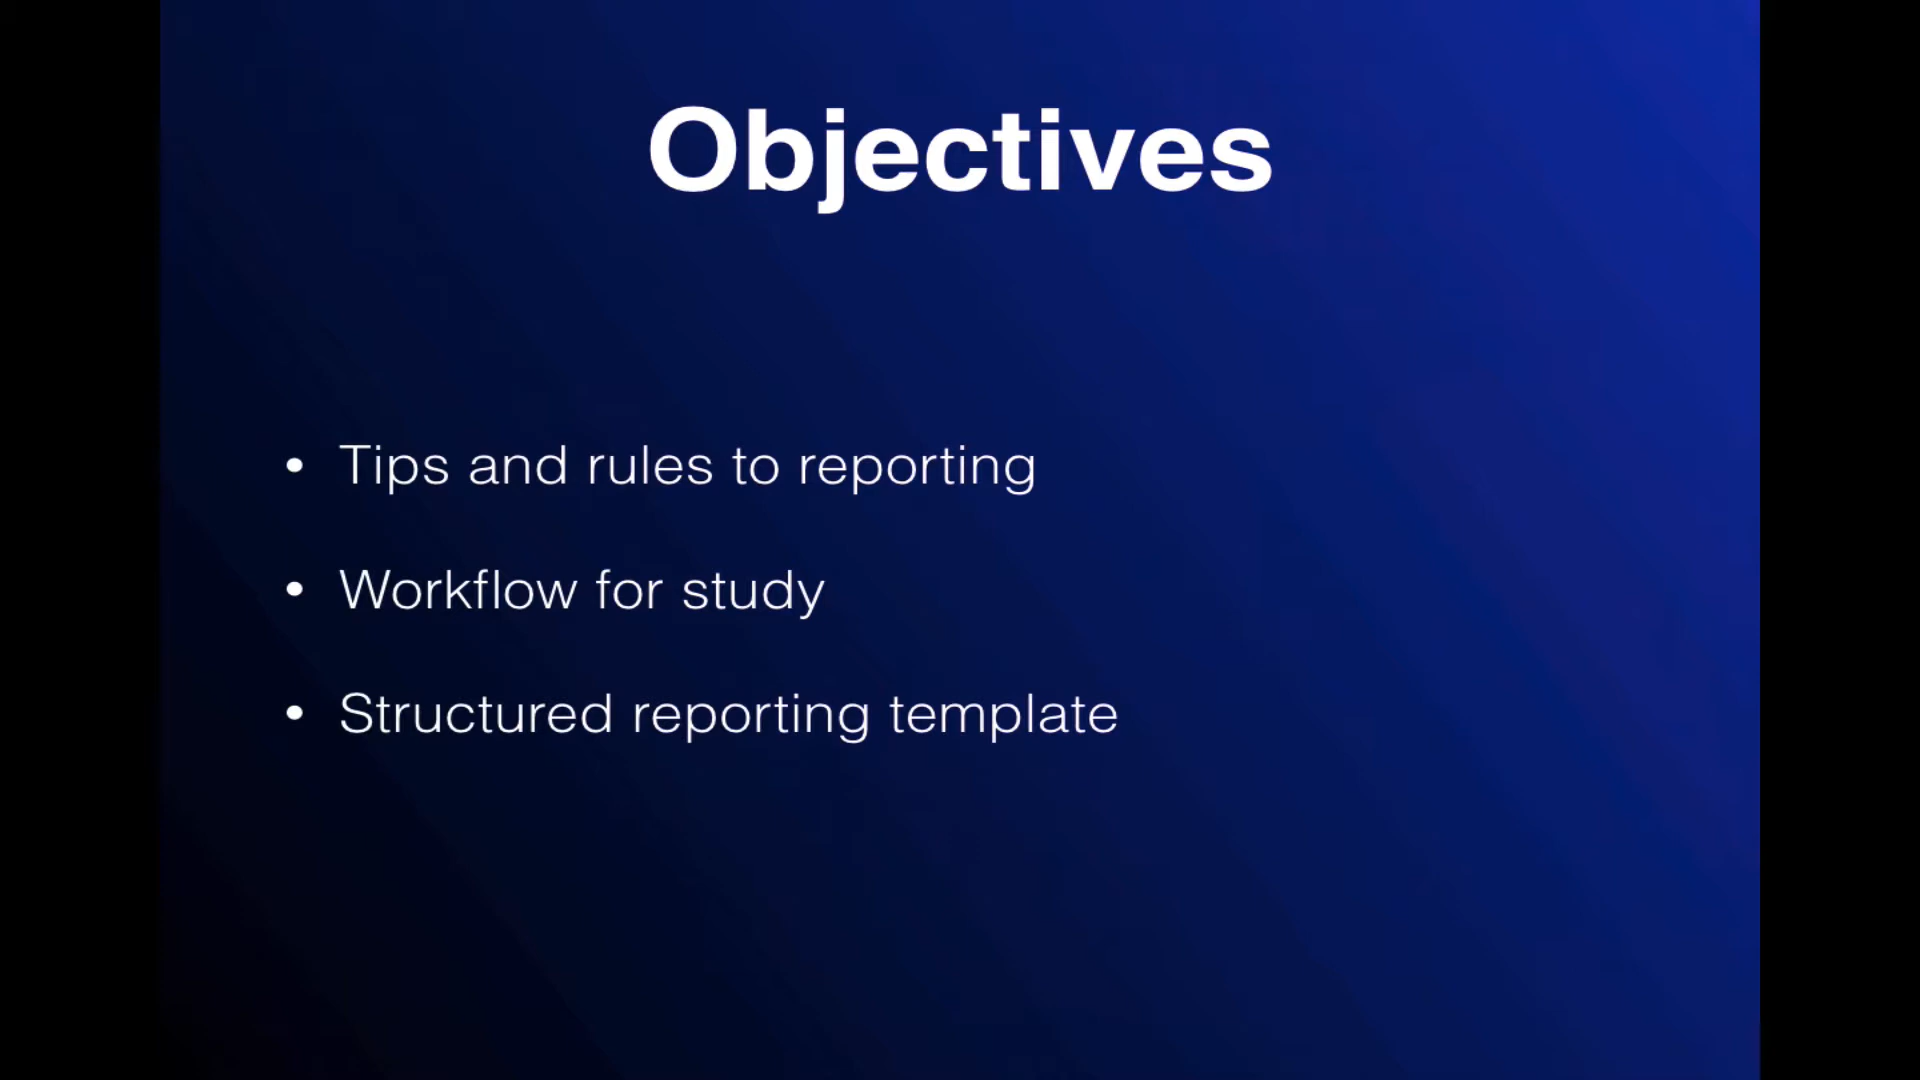 Objectives
• Tips and rules to reporting
• Workflow for study
• Structured reporting template